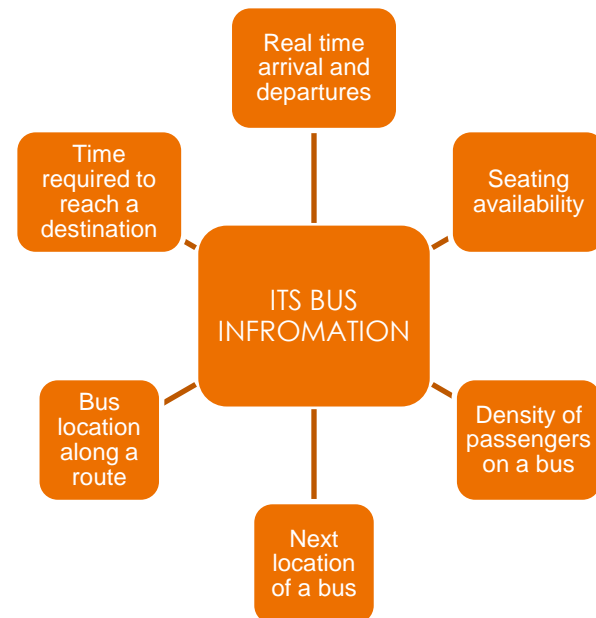 Real time
arrival and
departures
Time
required to
reach a
destination
Seating
availability
ITS BUS
INFROMATION
Bus
location
along a
route
Density of
passengers
on a bus
Next
location
of a bus